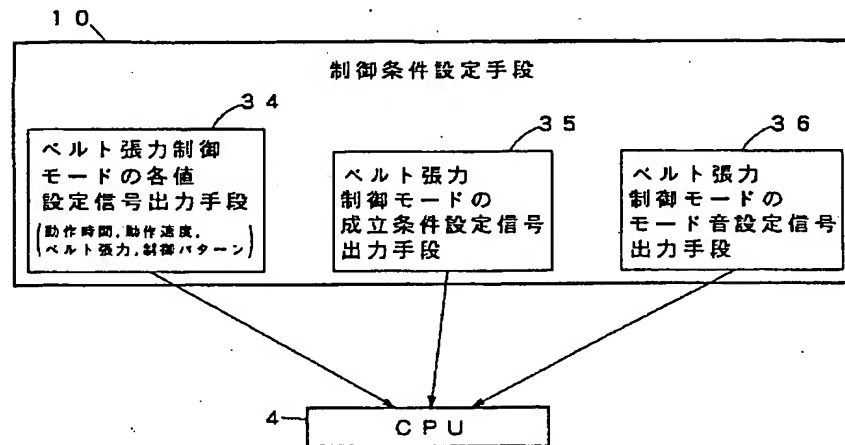 10
制御条件設定手段
34
ベルト張力制御
モードの各値
設定信号出力手段
(動作時間,動作速度,
ベルト張力,制御パターン)
35
ベルト張力
制御モードの
成立条件設定信号
出力手段
36
ベルト張力
制御モードの
モード音設定信号
出力手段
4
CPU